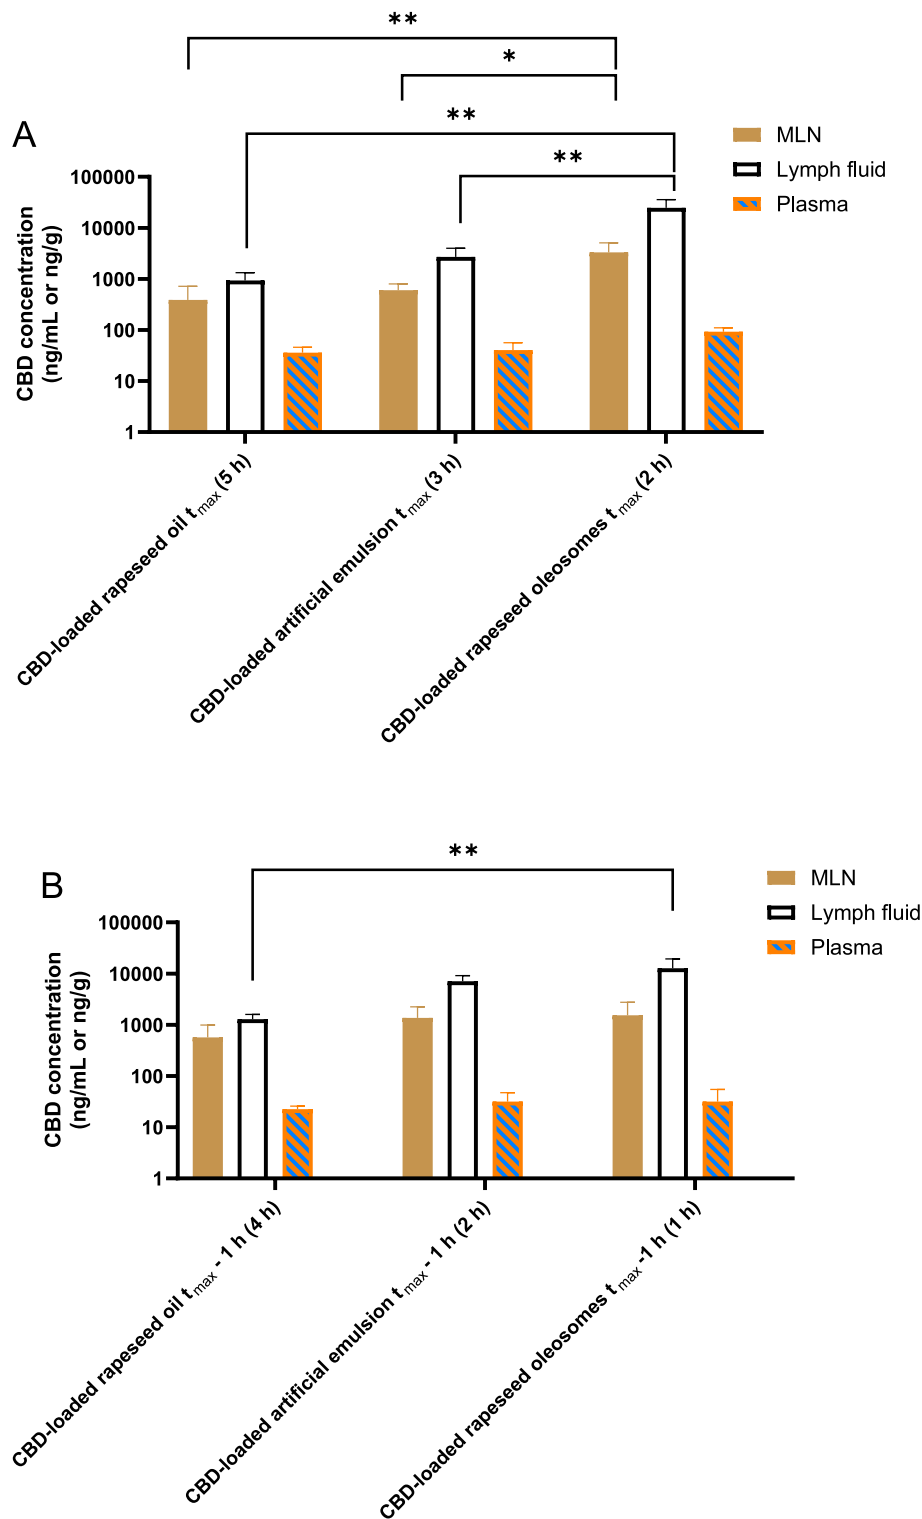 **
*
A
**
**
MLN
Lymph fluid
Plasma
CBD concentration
(ng/mL or ng/g)
100000
10000
1000
100
10
1
CBD-loaded rapeseed oil tmax (5 h)
CBD-loaded artificial emulsion tmax (3 h)
CBD-loaded rapeseed oleosomes tmax (2 h)
B
**
MLN
Lymph fluid
Plasma
CBD concentration
(ng/mL or ng/g)
100000
10000
1000
100
10
1
CBD-loaded rapeseed oil tmax - 1 h (4 h)
CBD-loaded artificial emulsion tmax - 1 h (2 h)
CBD-loaded rapeseed oleosomes tmax -1 h (1 h)